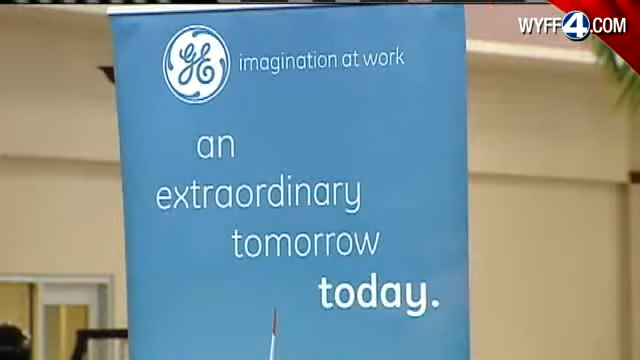 WYFF4.COM
GE imagination at work
an
extraordinary
tomorrow
today.